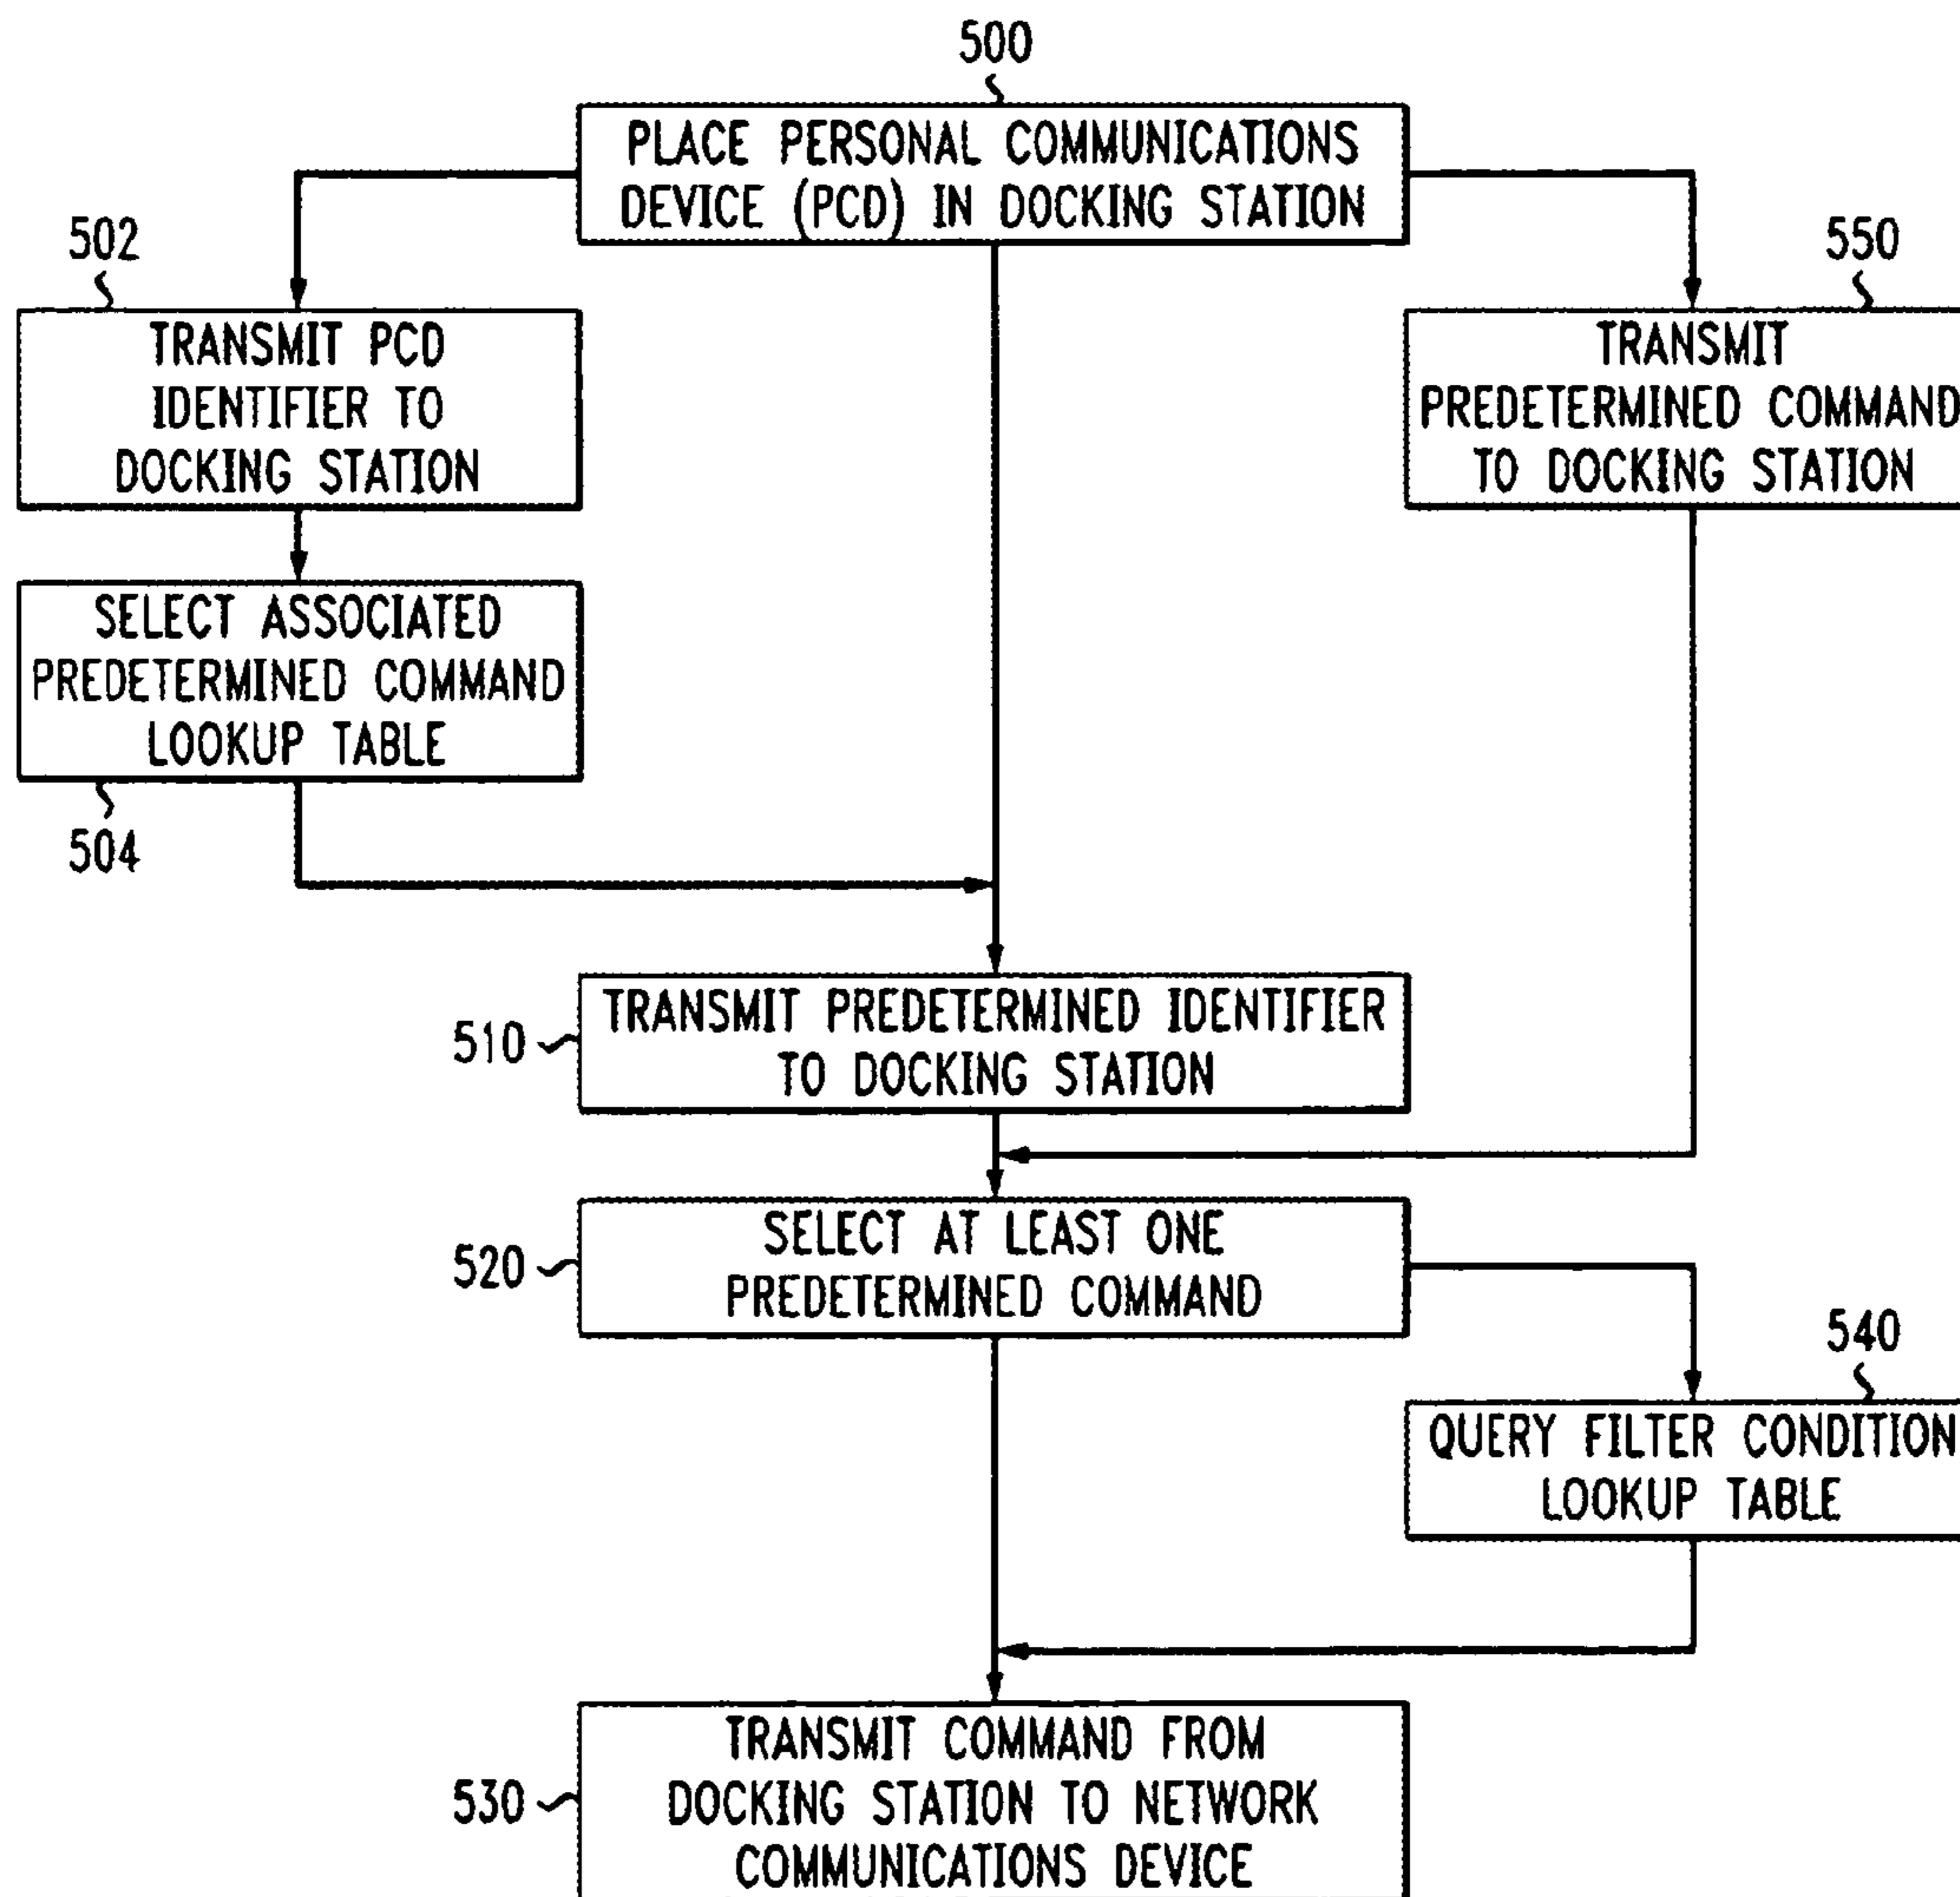 500
PLACE PERSONAL COMMUNICATIONS
DEVICE (PCD) IN DOCKING STATION
502
TRANSMIT PCD
IDENTIFIER TO
DOCKING STATION
550
TRANSMIT
PREDETERMINED COMMAND
TO DOCKING STATION
SELECT ASSOCIATED
PREDETERMINED COMMAND
LOOKUP TABLE
504
510
TRANSMIT PREDETERMINED IDENTIFIER
TO DOCKING STATION
520
SELECT AT LEAST ONE
PREDETERMINED COMMAND
540
QUERY FILTER CONDITION
LOOKUP TABLE
530
TRANSMIT COMMAND FROM
DOCKING STATION TO NETWORK
COMMUNICATIONS DEVICE